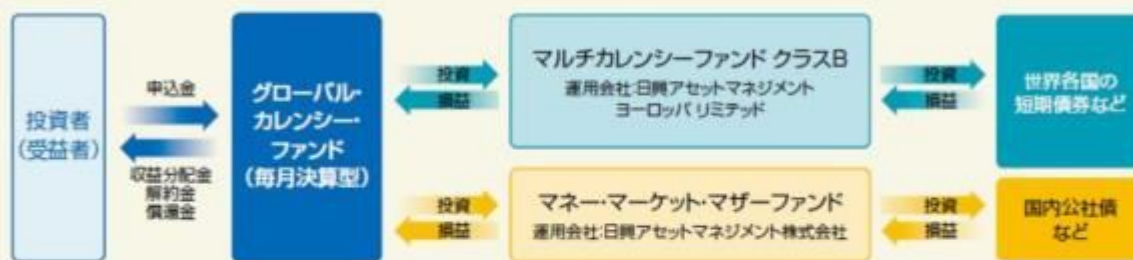 投資者
(受益者)
申込金
収益分配金
解約金
償還金
グローバル・
カレンシー・
ファンド
(毎月決算型)
投資
損益
マルチカレンシーファンド クラスB
運用会社:日興アセットマネジメント
ヨーロッパ リミテッド
投資
損益
世界各国の
短期債券など
投資
損益
マネー・マーケット・マザーファンド
運用会社:日興アセットマネジメント株式会社
投資
損益
国内公社債
など